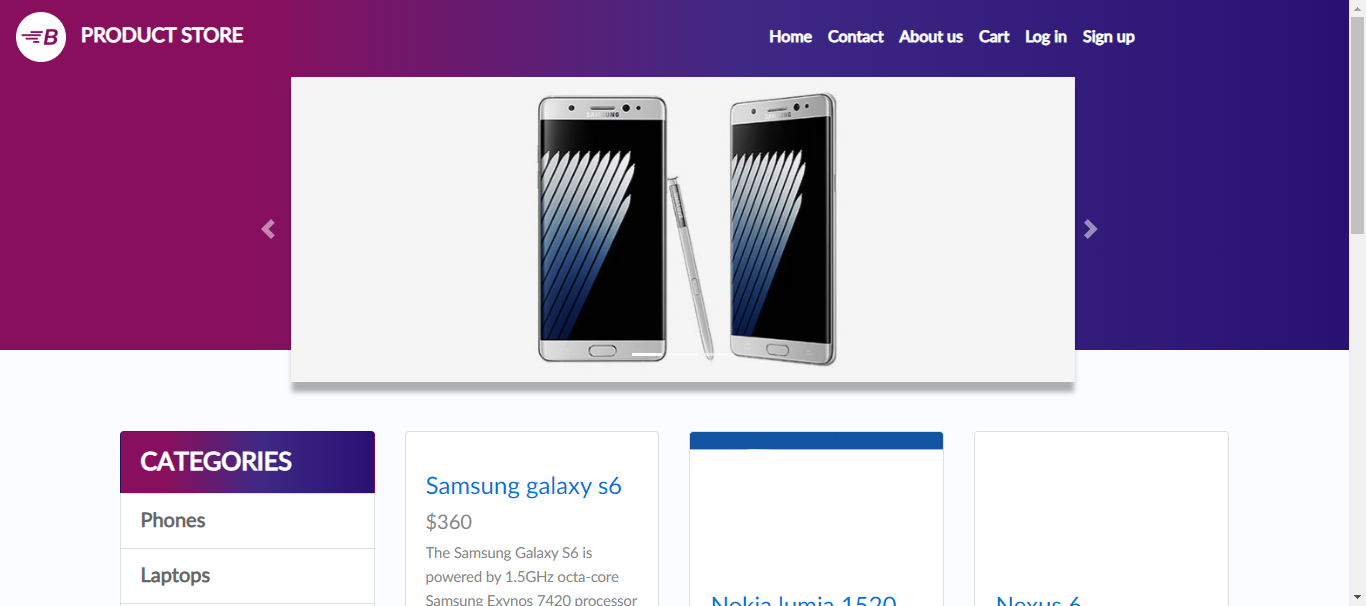 B PRODUCT STORE
Home Contact About us Cart Log in Sign up
SAMSUNG
SAMSUNG
CATEGORIES
Phones
Laptops
Samsung galaxy s6
$360
The Samsung Galaxy S6 is
powered by 1.5GHz octa-core
Samsung Exynos 7420 processor
Nokia lumia 1520
Nexus 6